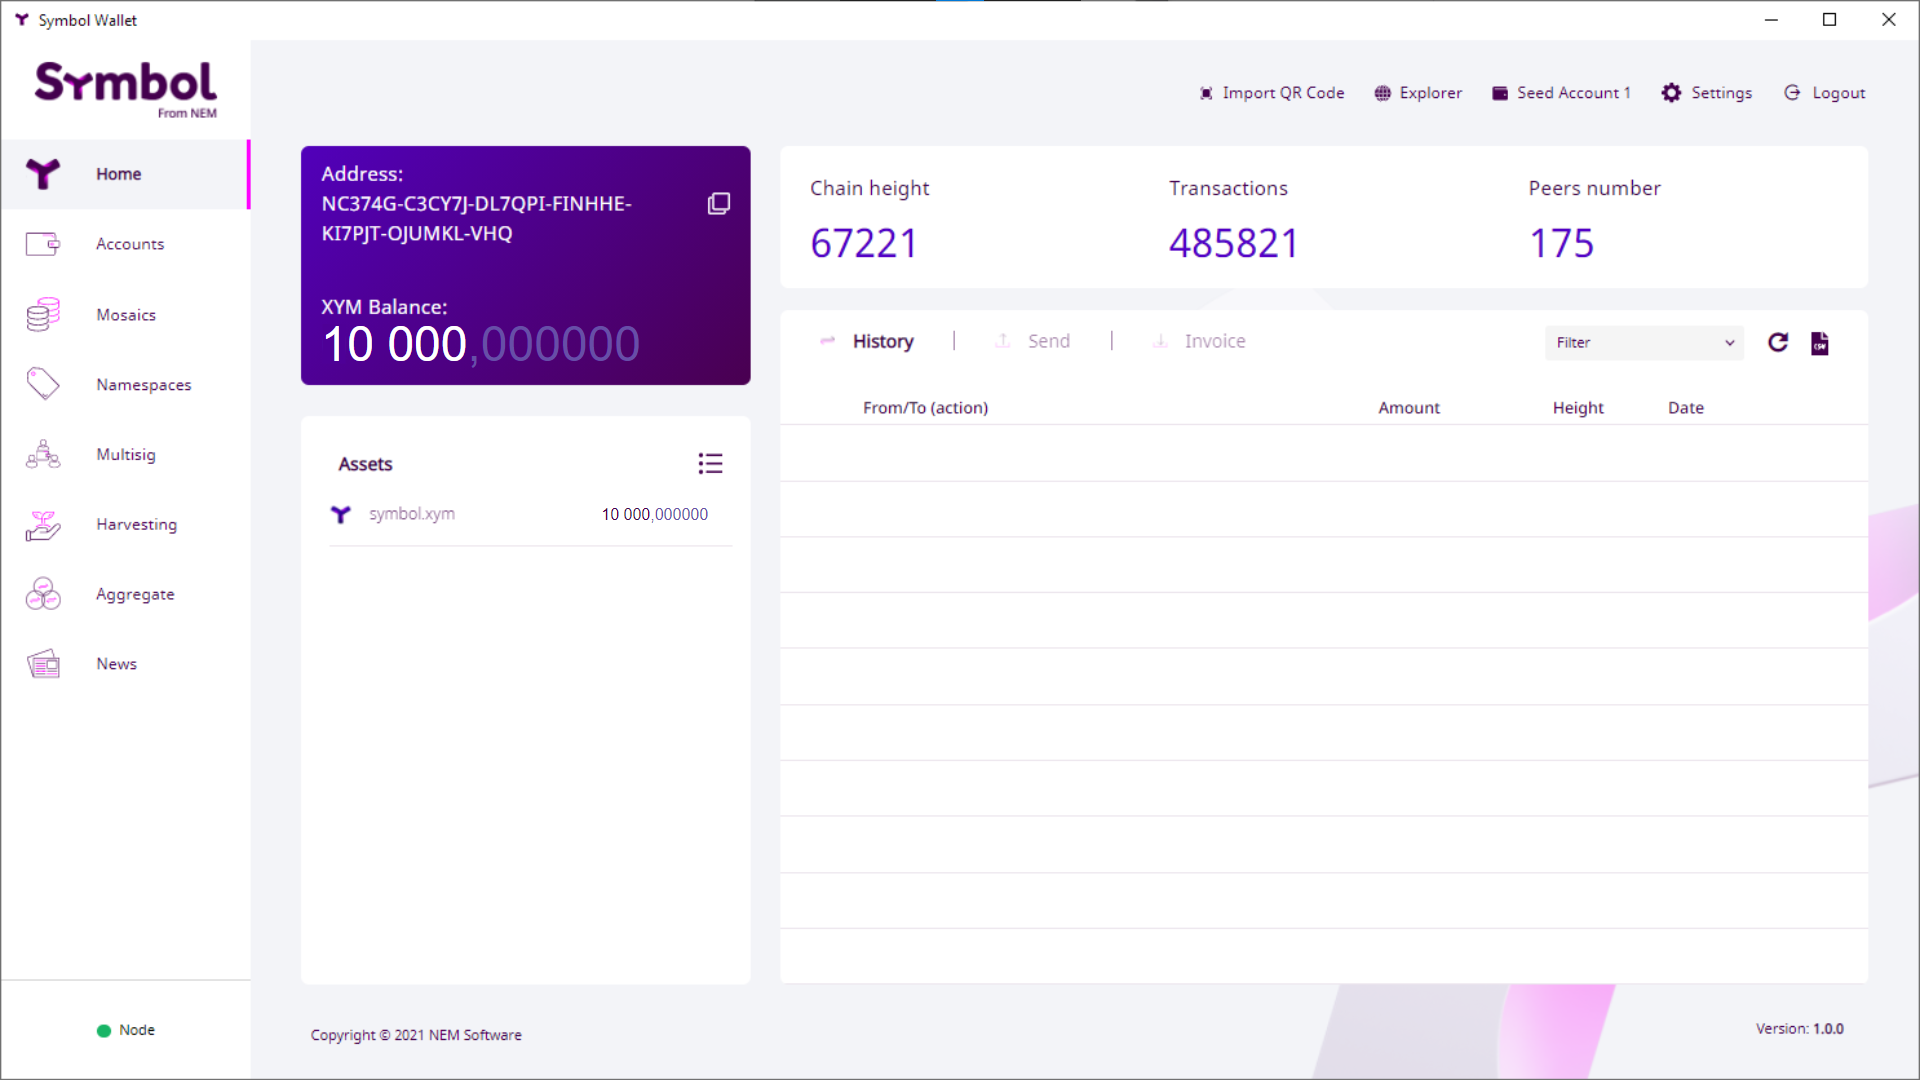 Symbol Wallet
Symbol
From NEM
Import QR Code
Explorer
Seed Account 1
Settings
Logout
Home
Accounts
Mosaics
Namespaces
Multisig
Harvesting
Aggregate
News
Node
Address:
NC374G-C3CY7J-DL7QPI-FINHHE-
KI7PJT-OJUMKL-VHQ
XYM Balance:
10 000,000000
Assets
symbol.xym 10 000,000000
Chain height Transactions Peers number
67221 485821 175
History | Send | Invoice
Filter
CSV
From/To (action) Amount Height Date
Copyright © 2021 NEM Software
Version: 1.0.0